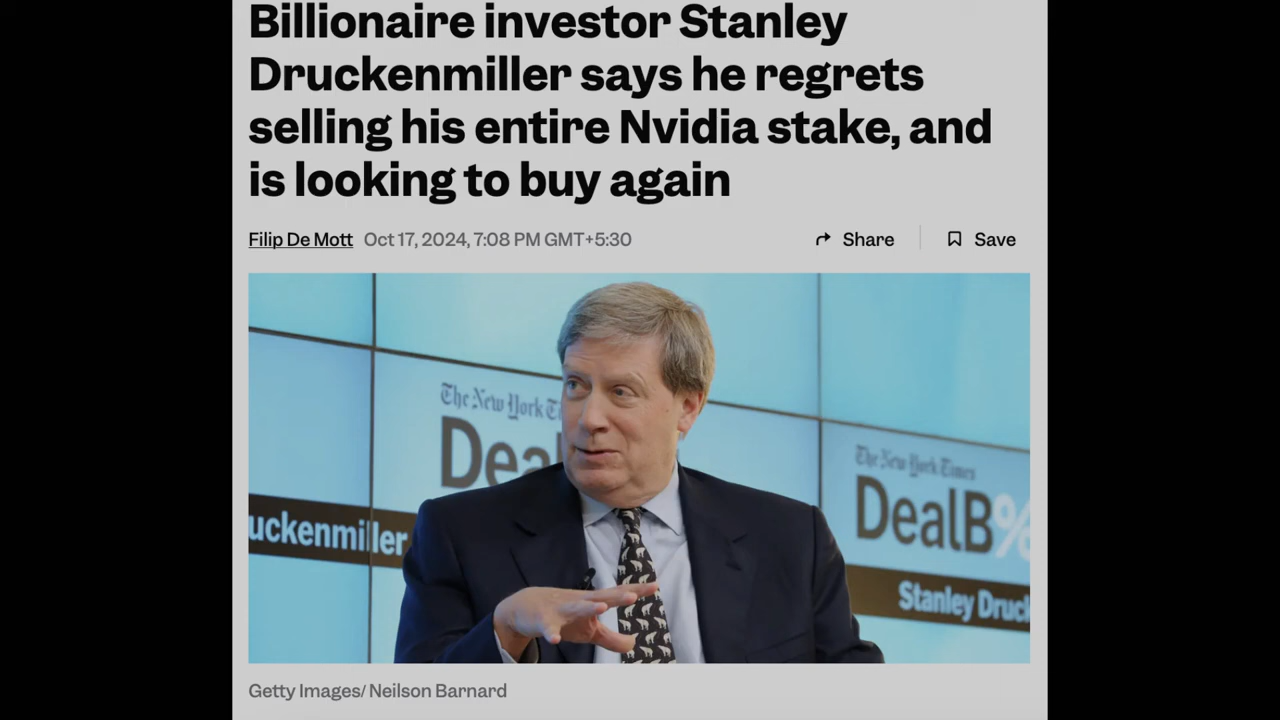 Billionaire investor Stanley
Druckenmiller says he regrets
selling his entire Nvidia stake, and
is looking to buy again
Filip De Mott Oct 17, 2024, 7:08 PM GMT+5:30 Share Save
The New York T
Deal
The New York Times
DealB%
uckenmiller
Stanley Druck
Getty Images/ Neilson Barnard